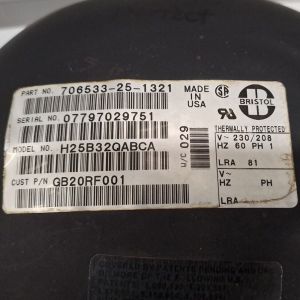 PART NO. 706533-25-1321
SERIAL NO. 07797029751
MODEL NO. H25B32QABCA
CUST P/N GB20RF001
MADE IN
USA
M/C 029
H
BRISTOL
THERMALLY PROTECTED
V~ 230/208
HZ 60 PH 1
LRA 81
V~
HZ PH
LRA